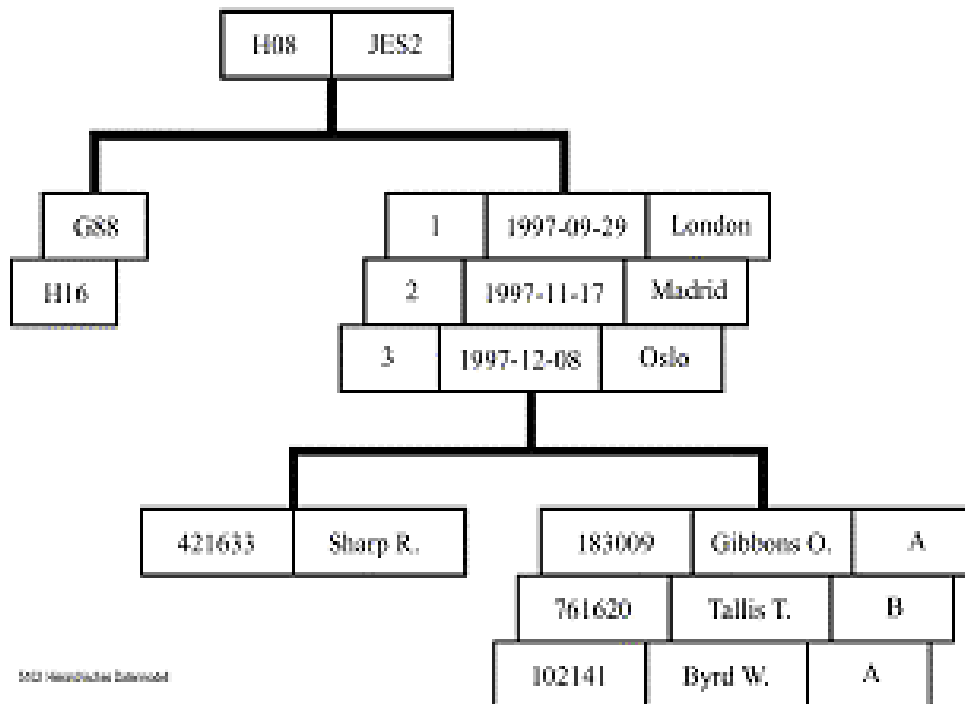 H08 JES2
G88
H16
1 1997-09-29 London
2 1997-11-17 Madrid
3 1997-12-08 Oslo
421633 Sharp R.
183009 Gibbons O. A
761620 Tallis T. B
102141 Byrd W. A